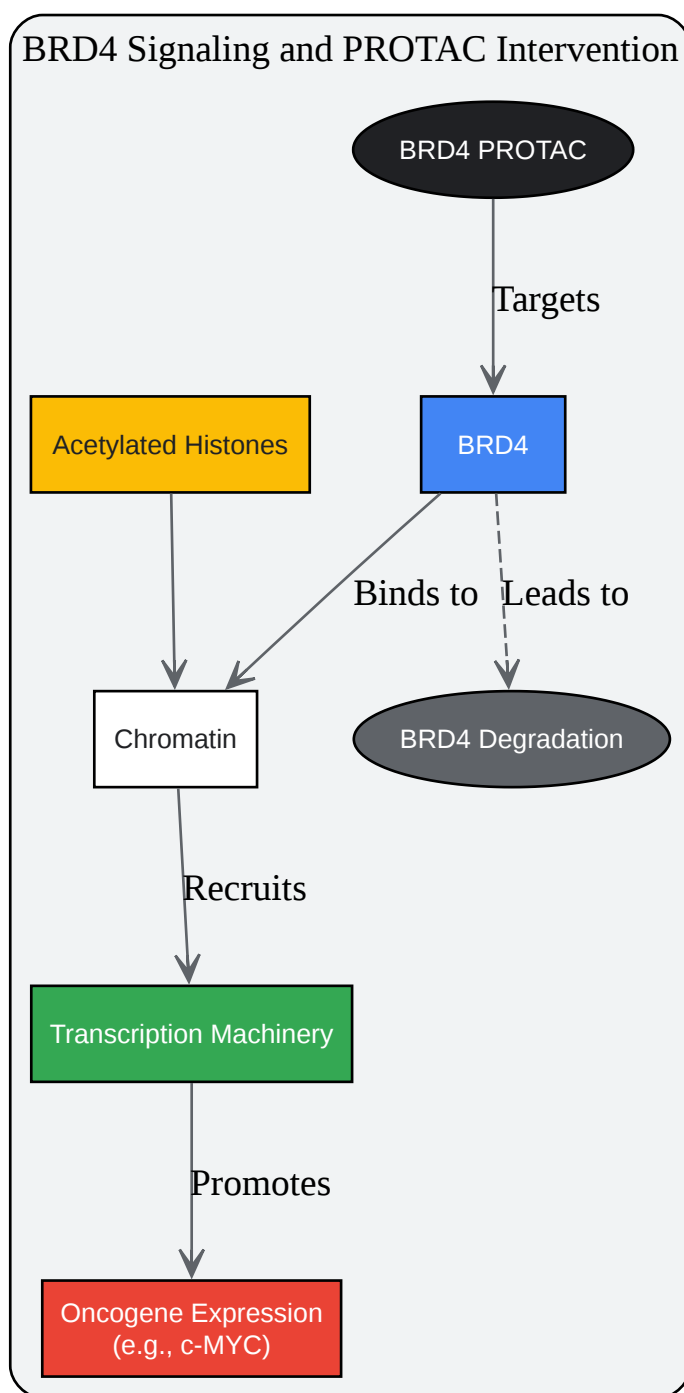 BRD4 Signaling and PROTAC Intervention
BRD4 PROTAC
Targets
Acetylated Histones
BRD4
Binds to
Leads to
Chromatin
BRD4 Degradation
Recruits
Transcription Machinery
Promotes
Oncogene Expression
(e.g., c-MYC)